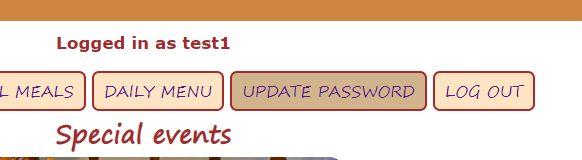 Logged in as test1
L MEALS DAILY MENU UPDATE PASSWORD LOG OUT
Special events